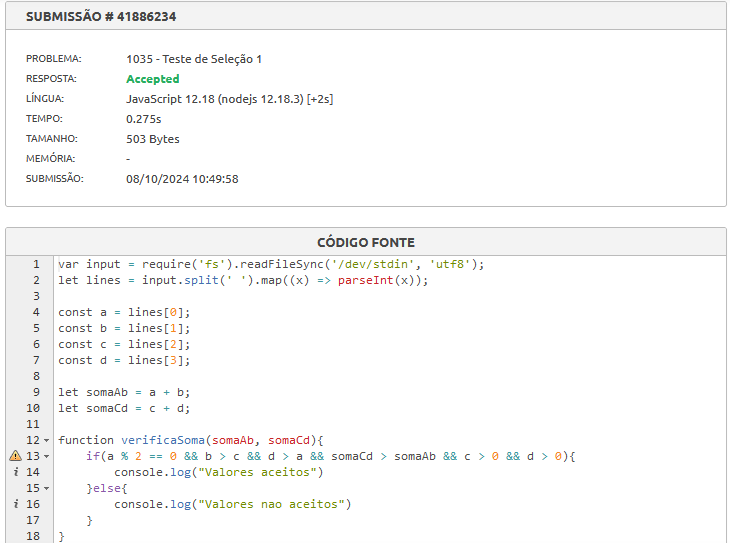 SUBMISSÃO # 41886234
PROBLEMA: 1035 - Teste de Seleção 1
RESPOSTA: Accepted
LÍNGUA: JavaScript 12.18 (nodejs 12.18.3) [+2s]
TEMPO: 0.275s
TAMANHO: 503 Bytes
MEMÓRIA: -
SUBMISSÃO: 08/10/2024 10:49:58
CÓDIGO FONTE
1 var input = require('fs').readFileSync('/dev/stdin', 'utf8');
2 let lines = input.split(' ').map((x) => parseInt(x));
3
4 const a = lines[0];
5 const b = lines[1];
6 const c = lines[2];
7 const d = lines[3];
8
9 let somaAb = a + b;
10 let somaCd = c + d;
11
12 function verificaSoma(somaAb, somaCd){
13     if(a % 2 == 0 && b > c && d > a && somaCd > somaAb && c > 0 && d > 0){
14         console.log("Valores aceitos")
15     }else{
16         console.log("Valores nao aceitos")
17     }
18 }